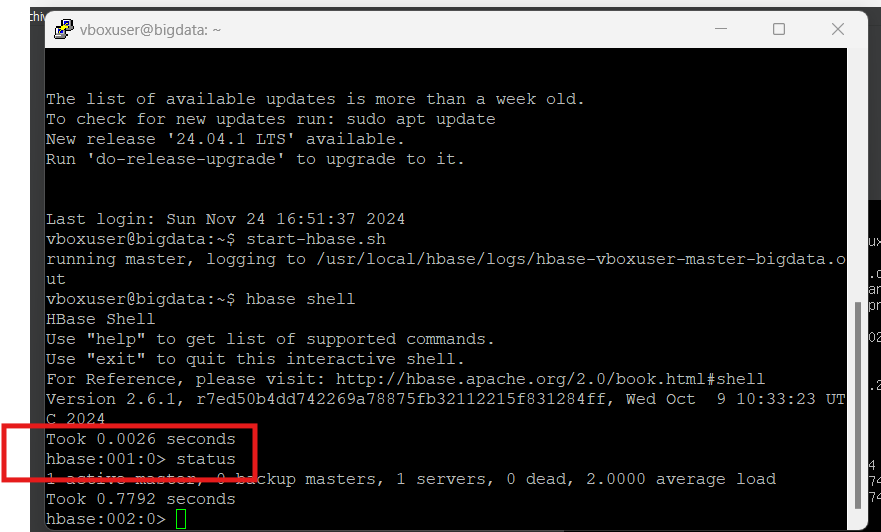 chiv
vboxuser@bigdata: ~
The list of available updates is more than a week old.
To check for new updates run: sudo apt update
New release '24.04.1 LTS' available.
Run 'do-release-upgrade' to upgrade to it.
Last login: Sun Nov 24 16:51:37 2024
vboxuser@bigdata:~$ start-hbase.sh
running master, logging to /usr/local/hbase/logs/hbase-vboxuser-master-bigdata.o
ut
vboxuser@bigdata:~$ hbase shell
HBase Shell
Use "help" to get list of supported commands.
Use "exit" to quit this interactive shell.
For Reference, please visit: http://hbase.apache.org/2.0/book.html#shell
Version 2.6.1, r7ed50b4dd742269a78875fb32112215f831284ff, Wed Oct  9 10:33:23 UT
C 2024
Took 0.0026 seconds
hbase:001:0> status
1 active master, 0 backup masters, 1 servers, 0 dead, 2.0000 average load
Took 0.7792 seconds
hbase:002:0>